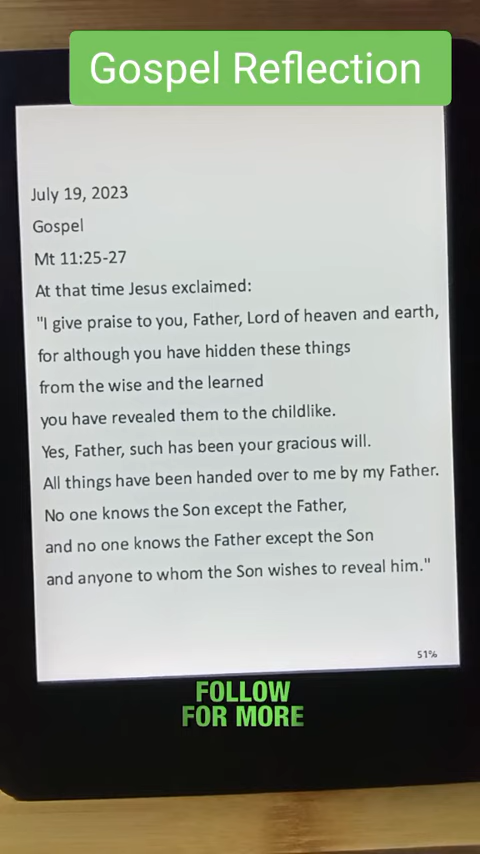 Gospel Reflection
July 19, 2023
Gospel
Mt 11:25-27
At that time Jesus exclaimed:
"I give praise to you, Father, Lord of heaven and earth,
for although you have hidden these things
from the wise and the learned
you have revealed them to the childlike.
Yes, Father, such has been your gracious will.
All things have been handed over to me by my Father.
No one knows the Son except the Father,
and no one knows the Father except the Son
and anyone to whom the Son wishes to reveal him."
51%
FOLLOW
FOR MORE